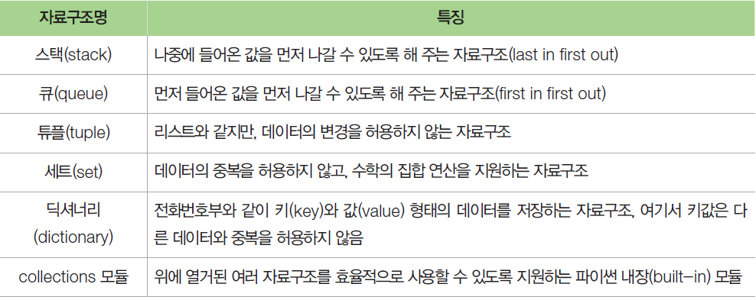 자료구조명 특징
스택(stack) 나중에 들어온 값을 먼저 나갈 수 있도록 해 주는 자료구조(last in first out)
큐(queue) 먼저 들어온 값을 먼저 나갈 수 있도록 해 주는 자료구조(first in first out)
튜플(tuple) 리스트와 같지만, 데이터의 변경을 허용하지 않는 자료구조
세트(set) 데이터의 중복을 허용하지 않고, 수학의 집합 연산을 지원하는 자료구조
딕셔너리
(dictionary)
전화번호부와 같이 키(key)와 값(value) 형태의 데이터를 저장하는 자료구조, 여기서 키값은 다
른 데이터와 중복을 허용하지 않음
collections 모듈 위에 열거된 여러 자료구조를 효율적으로 사용할 수 있도록 지원하는 파이썬 내장(built-in) 모듈